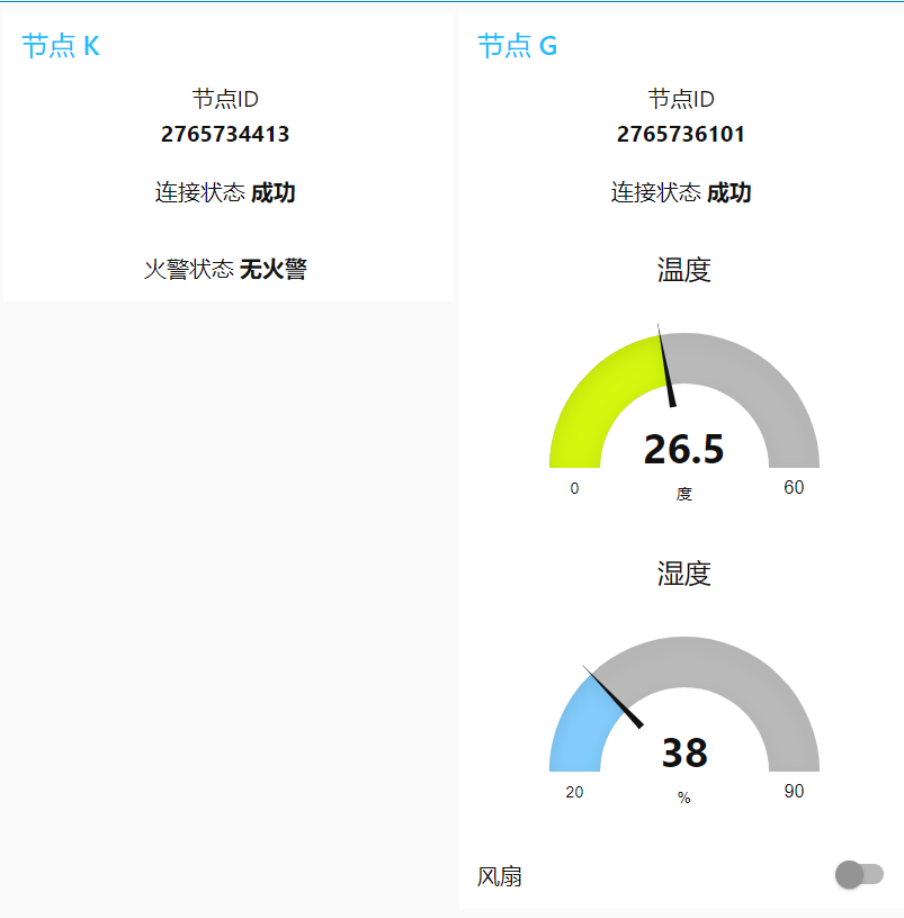 节点 K
节点ID
2765734413
连接状态 成功
火警状态 无火警
节点 G
节点ID
2765736101
连接状态 成功
温度
26.5
0
度
60
湿度
38
20
%
90
风扇